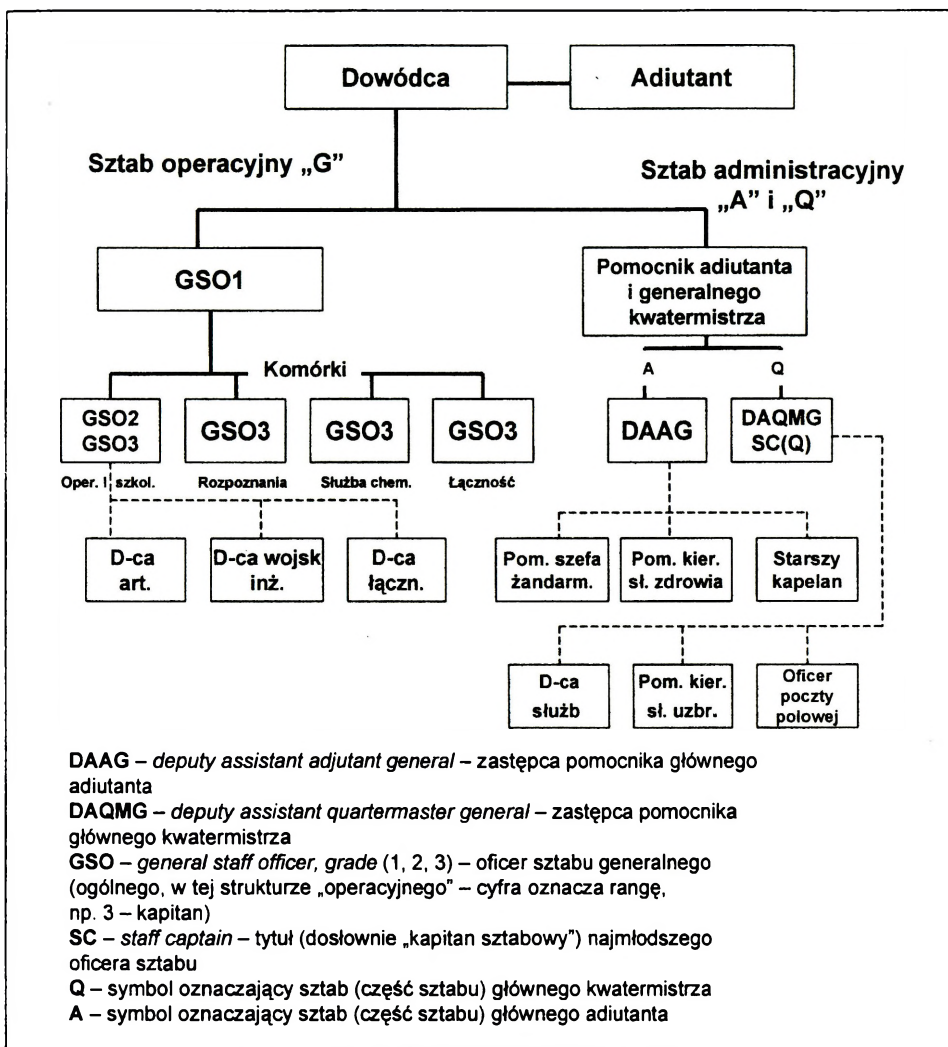 Dowódca
Adiutant
Sztab operacyjny „G”
Sztab administracyjny
„A” i „Q”
GSO1
Pomocnik adiutanta
i generalnego
kwatermistrza
Komórki
A
Q
GSO2
GSO3
GSO3
GSO3
GSO3
DAAG
DAQMG
SC(Q)
Oper. I szkol.
Rozpoznania
Służba chem.
Łączność
D-ca
art.
D-ca wojsk
inż.
D-ca
łączn.
Pom. szefa
żandarm.
Pom. kier.
sł. zdrowia
Starszy
kapelan
D-ca
służb
Pom. kier.
sł. uzbr.
Oficer
poczty
polowej
DAAG – deputy assistant adjutant general – zastępca pomocnika głównego
adiutanta
DAQMG – deputy assistant quartermaster general – zastępca pomocnika
głównego kwatermistrza
GSO – general staff officer, grade (1, 2, 3) – oficer sztabu generalnego
(ogólnego, w tej strukturze „operacyjnego” – cyfra oznacza rangę,
np. 3 – kapitan)
SC – staff captain – tytuł (dosłownie „kapitan sztabowy”) najmłodszego
oficera sztabu
Q – symbol oznaczający sztab (część sztabu) głównego kwatermistrza
A – symbol oznaczający sztab (część sztabu) głównego adiutanta